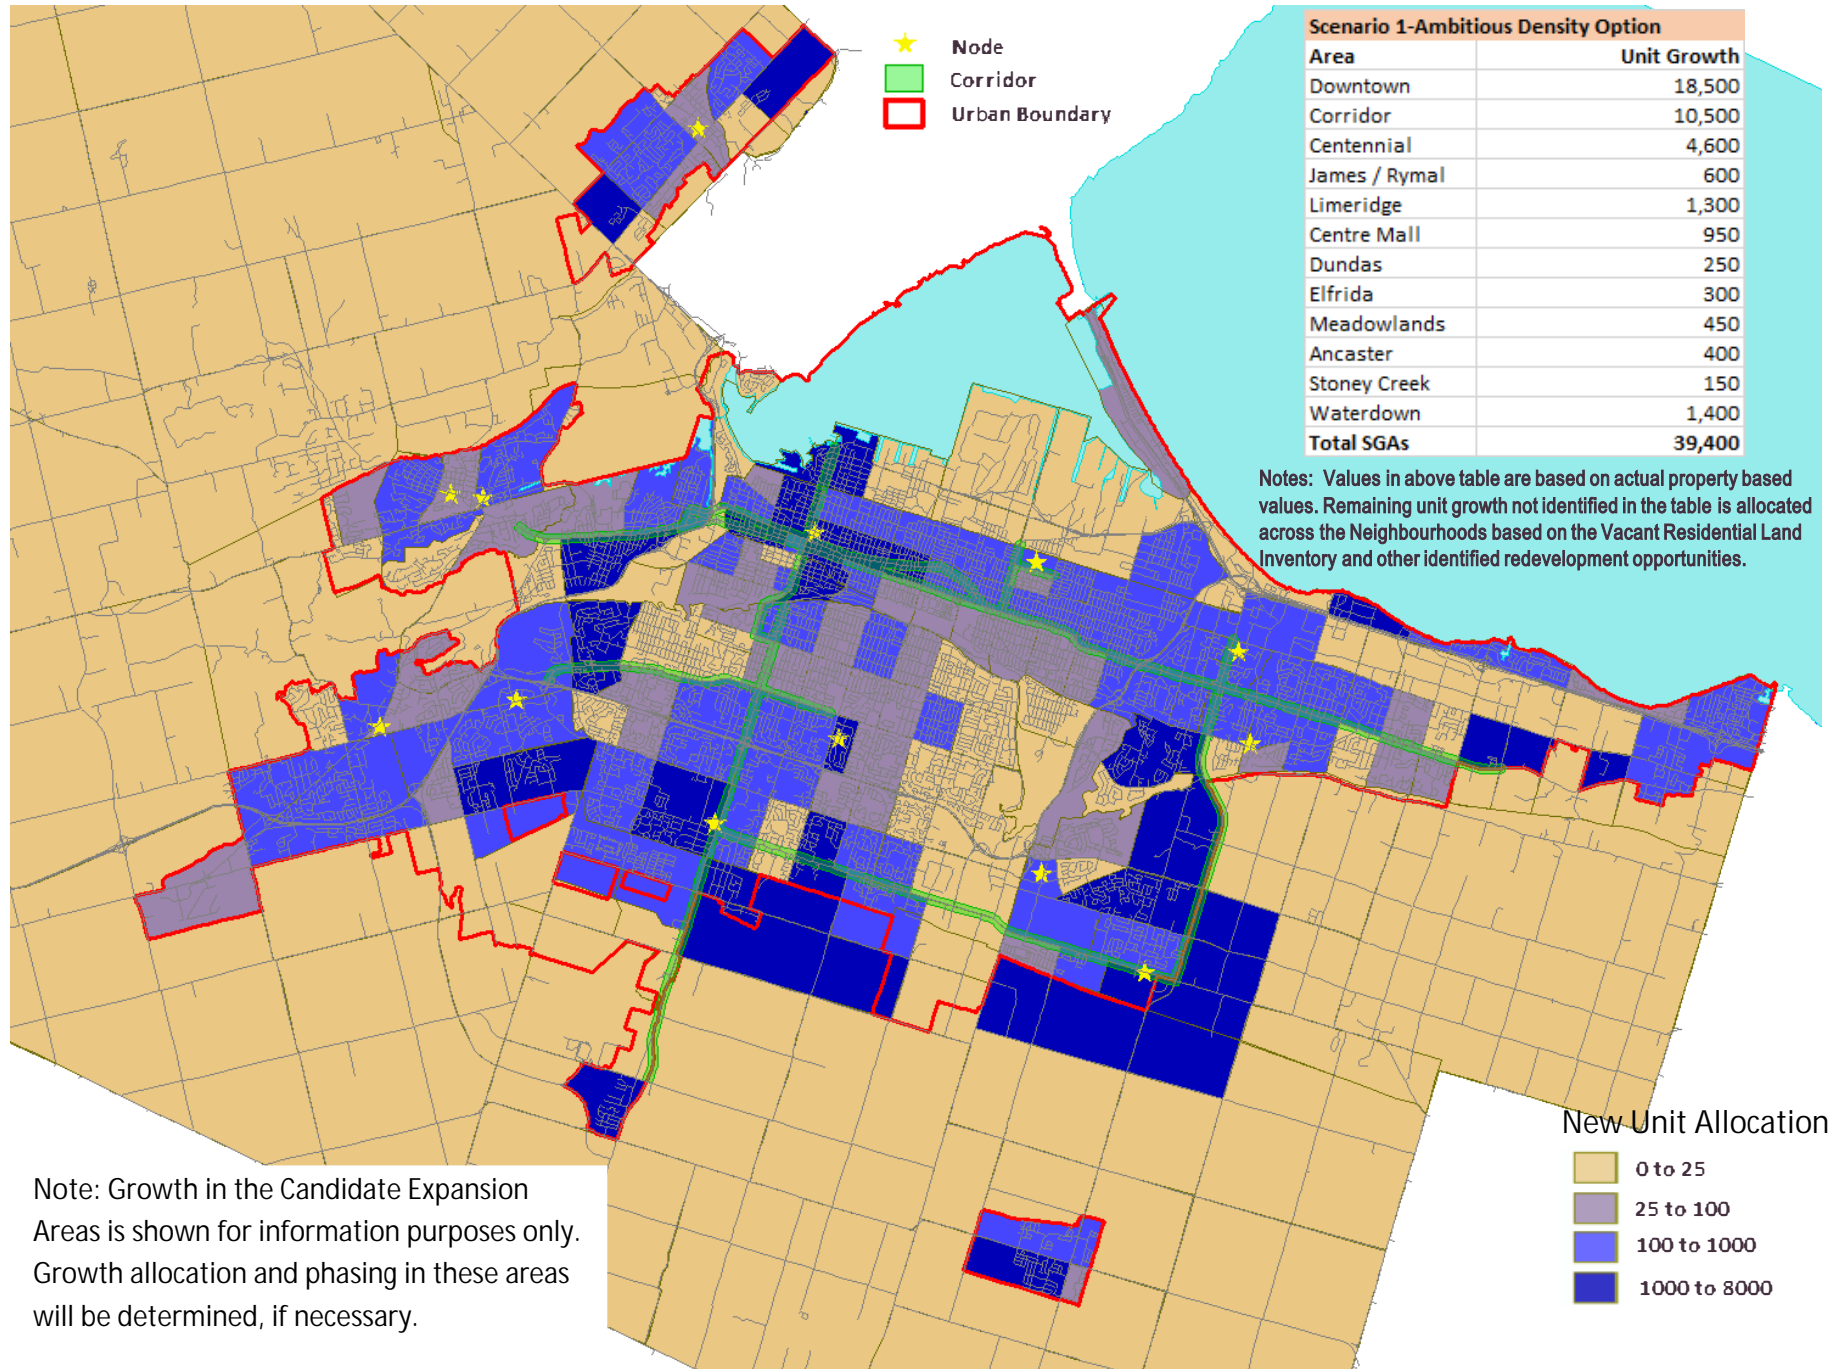 Node
Corridor
Urban Boundary
Scenario 1-Ambitious Density Option
Area Unit Growth
Downtown 18,500
Corridor 10,500
Centennial 4,600
James / Rymal 600
Limeridge 1,300
Centre Mall 950
Dundas 250
Elfrida 300
Meadowlands 450
Ancaster 400
Stoney Creek 150
Waterdown 1,400
Total SGAs 39,400
Notes: Values in above table are based on actual property based
values. Remaining unit growth not identified in the table is allocated
across the Neighbourhoods based on the Vacant Residential Land
Inventory and other identified redevelopment opportunities.
New Unit Allocation
0 to 25
25 to 100
100 to 1000
1000 to 8000
Note: Growth in the Candidate Expansion
Areas is shown for information purposes only.
Growth allocation and phasing in these areas
will be determined, if necessary.